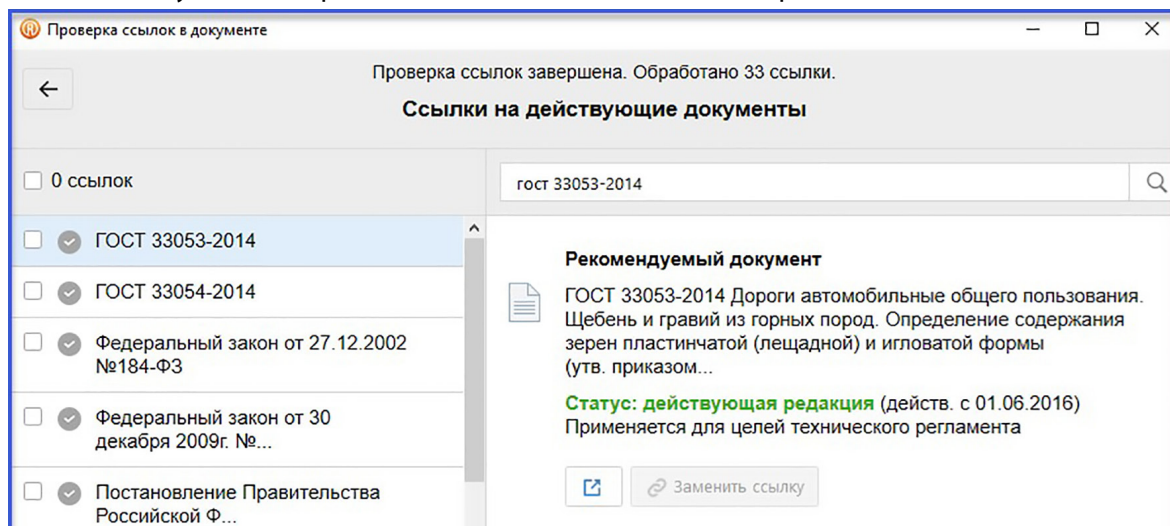 Проверка ссылок в документе
Проверка ссылок завершена. Обработано 33 ссылки.
Ссылки на действующие документы
0 ссылок
гост 33053-2014
ГОСТ 33053-2014
ГОСТ 33054-2014
Федеральный закон от 27.12.2002
№184-ФЗ
Федеральный закон от 30
декабря 2009г. №...
Постановление Правительства
Российской Ф...
Рекомендуемый документ
ГОСТ 33053-2014 Дороги автомобильные общего пользования.
Щебень и гравий из горных пород. Определение содержания
зерен пластинчатой (лещадной) и игловатой формы
(утв. приказом...
Статус: действующая редакция (действ. с 01.06.2016)
Применяется для целей технического регламента
Заменить ссылку